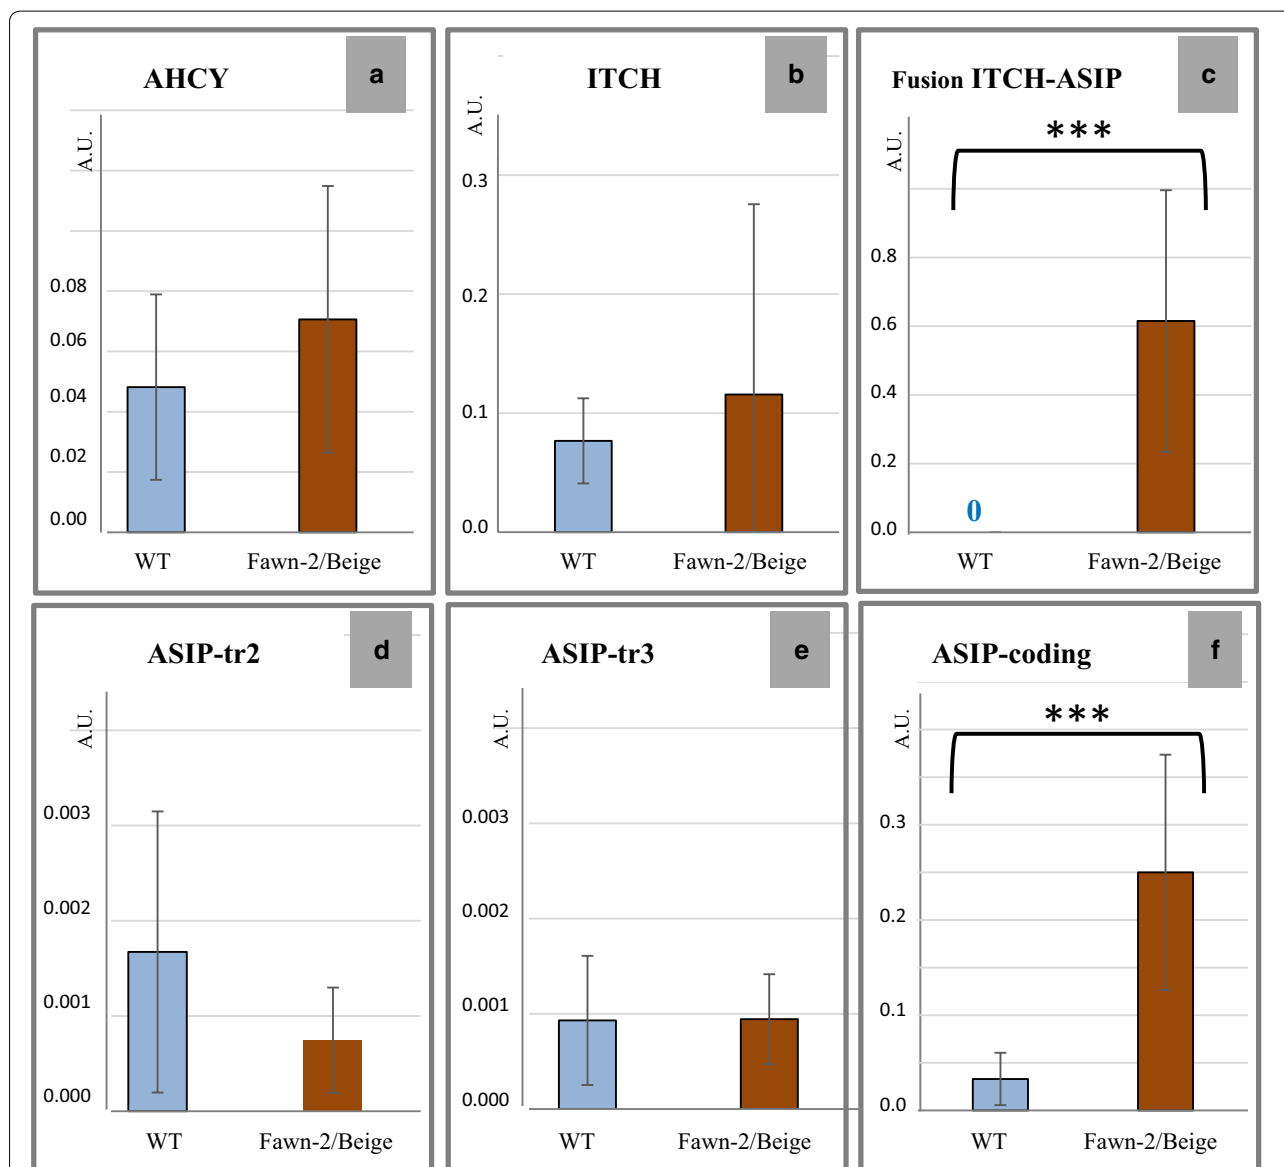 AHCY
a
A.U.
0.08
0.06
0.04
0.02
0.00
WT Fawn-2/Beige
ITCH
b
A.U.
0.3
0.2
0.1
0.0
WT Fawn-2/Beige
Fusion ITCH-ASIP
c
A.U.
***
0.8
0.6
0.4
0.2
0.0
0
WT Fawn-2/Beige
ASIP-tr2
d
A.U.
0.003
0.002
0.001
0.000
WT Fawn-2/Beige
ASIP-tr3
e
A.U.
0.003
0.002
0.001
0.000
WT Fawn-2/Beige
ASIP-coding
f
A.U.
***
0.3
0.2
0.1
0.0
WT Fawn-2/Beige